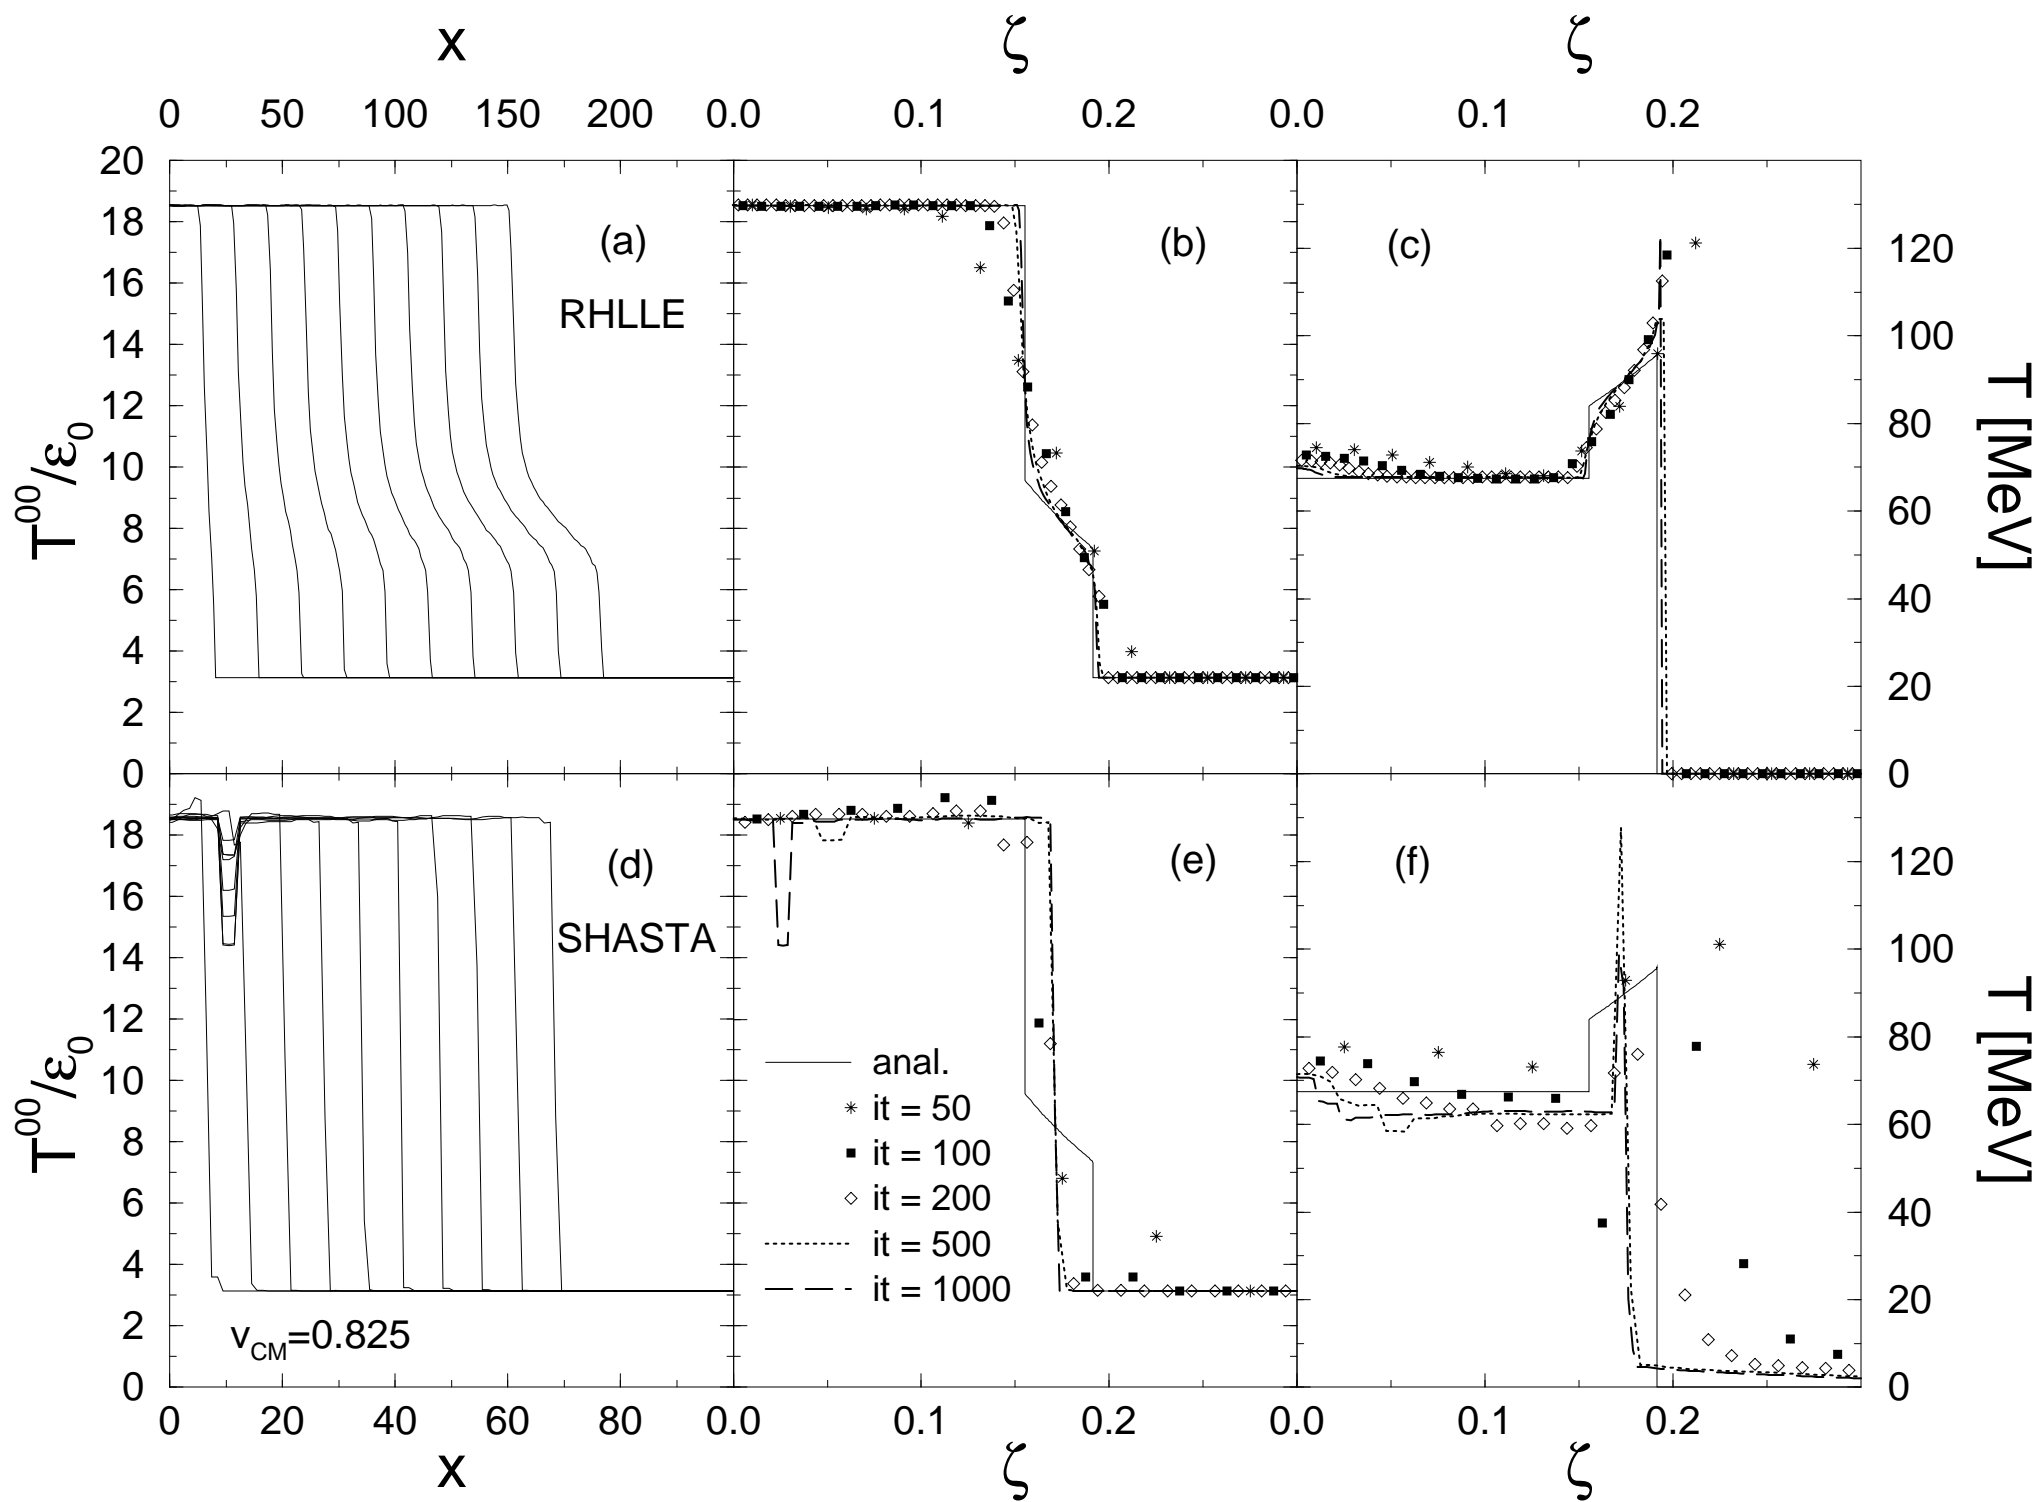 x ζ ζ
0 50 100 150 200 0.0 0.1 0.2 0.0 0.1 0.2
20
18
16
14
12
10
8
6
4
2
0
T⁰⁰/ε₀
(a)
RHLLE
(b)
(c)
120
100
80
60
40
20
0
T [MeV]
18
16
14
12
10
8
6
4
2
0
T⁰⁰/ε₀
(d)
SHASTA
v_CM=0.825
(e)
anal.
it = 50
it = 100
it = 200
it = 500
it = 1000
(f)
120
100
80
60
40
20
0
T [MeV]
0 20 40 60 80 0.0 0.1 0.2 0.0 0.1 0.2
x ζ ζ